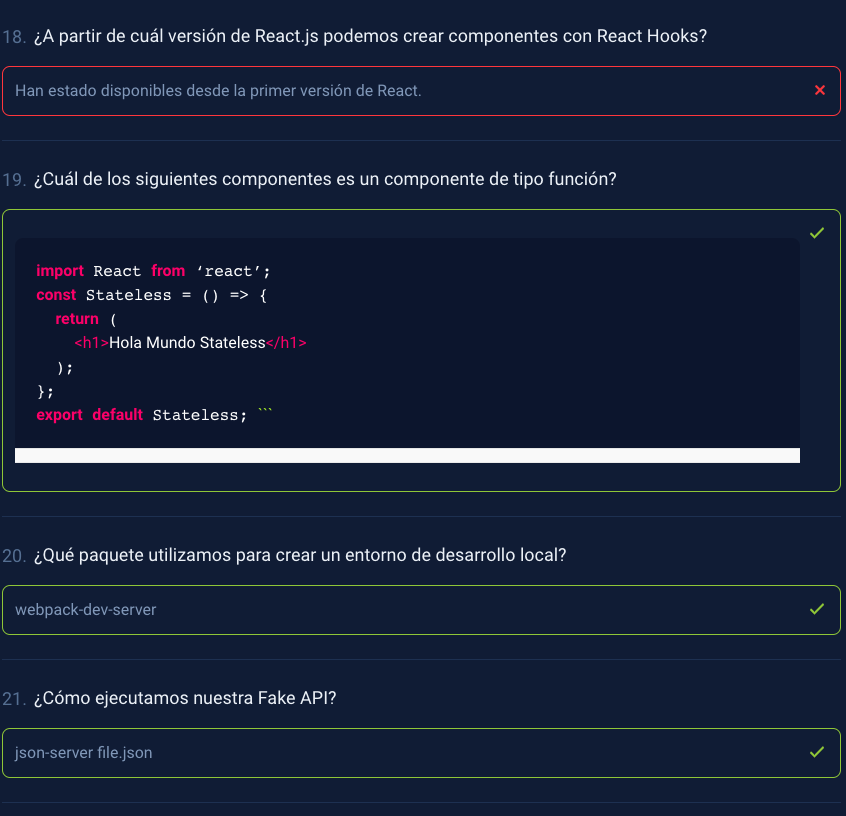 18. ¿A partir de cuál versión de React.js podemos crear componentes con React Hooks?
Han estado disponibles desde la primer versión de React.
19. ¿Cuál de los siguientes componentes es un componente de tipo función?
import React from ‘react’;
const Stateless = () => {
return (
<h1>Hola Mundo Stateless</h1>
);
};
export default Stateless; ```
20. ¿Qué paquete utilizamos para crear un entorno de desarrollo local?
webpack-dev-server
21. ¿Cómo ejecutamos nuestra Fake API?
json-server file.json